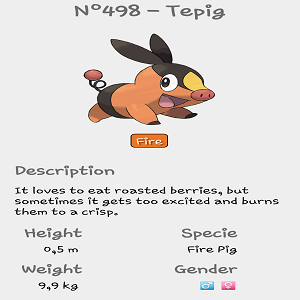 Nº498 - Tepig
Fire
Description
It loves to eat roasted berries, but
sometimes it gets too excited and burns
them to a crisp.
Height Specie
0,5 m Fire Pig
Weight Gender
9,9 kg ♂ ♀